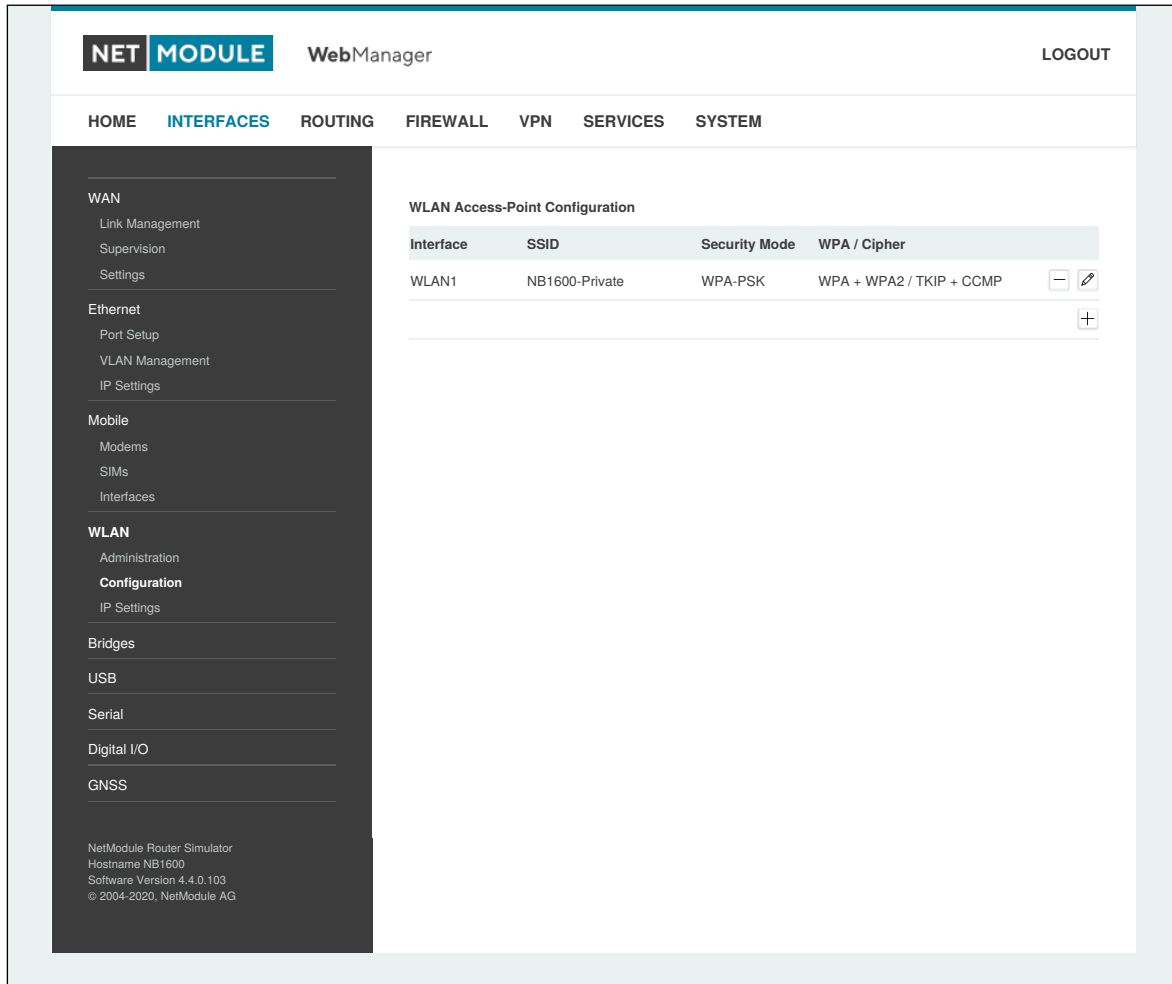 NET MODULE WebManager LOGOUT
HOME INTERFACES ROUTING FIREWALL VPN SERVICES SYSTEM
WAN
Link Management
Supervision
Settings
Ethernet
Port Setup
VLAN Management
IP Settings
Mobile
Modems
SIMs
Interfaces
WLAN
Administration
Configuration
IP Settings
Bridges
USB
Serial
Digital I/O
GNSS
NetModule Router Simulator
Hostname NB1600
Software Version 4.4.0.103
© 2004-2020, NetModule AG
WLAN Access-Point Configuration
Interface SSID Security Mode WPA / Cipher
WLAN1 NB1600-Private WPA-PSK WPA + WPA2 / TKIP + CCMP